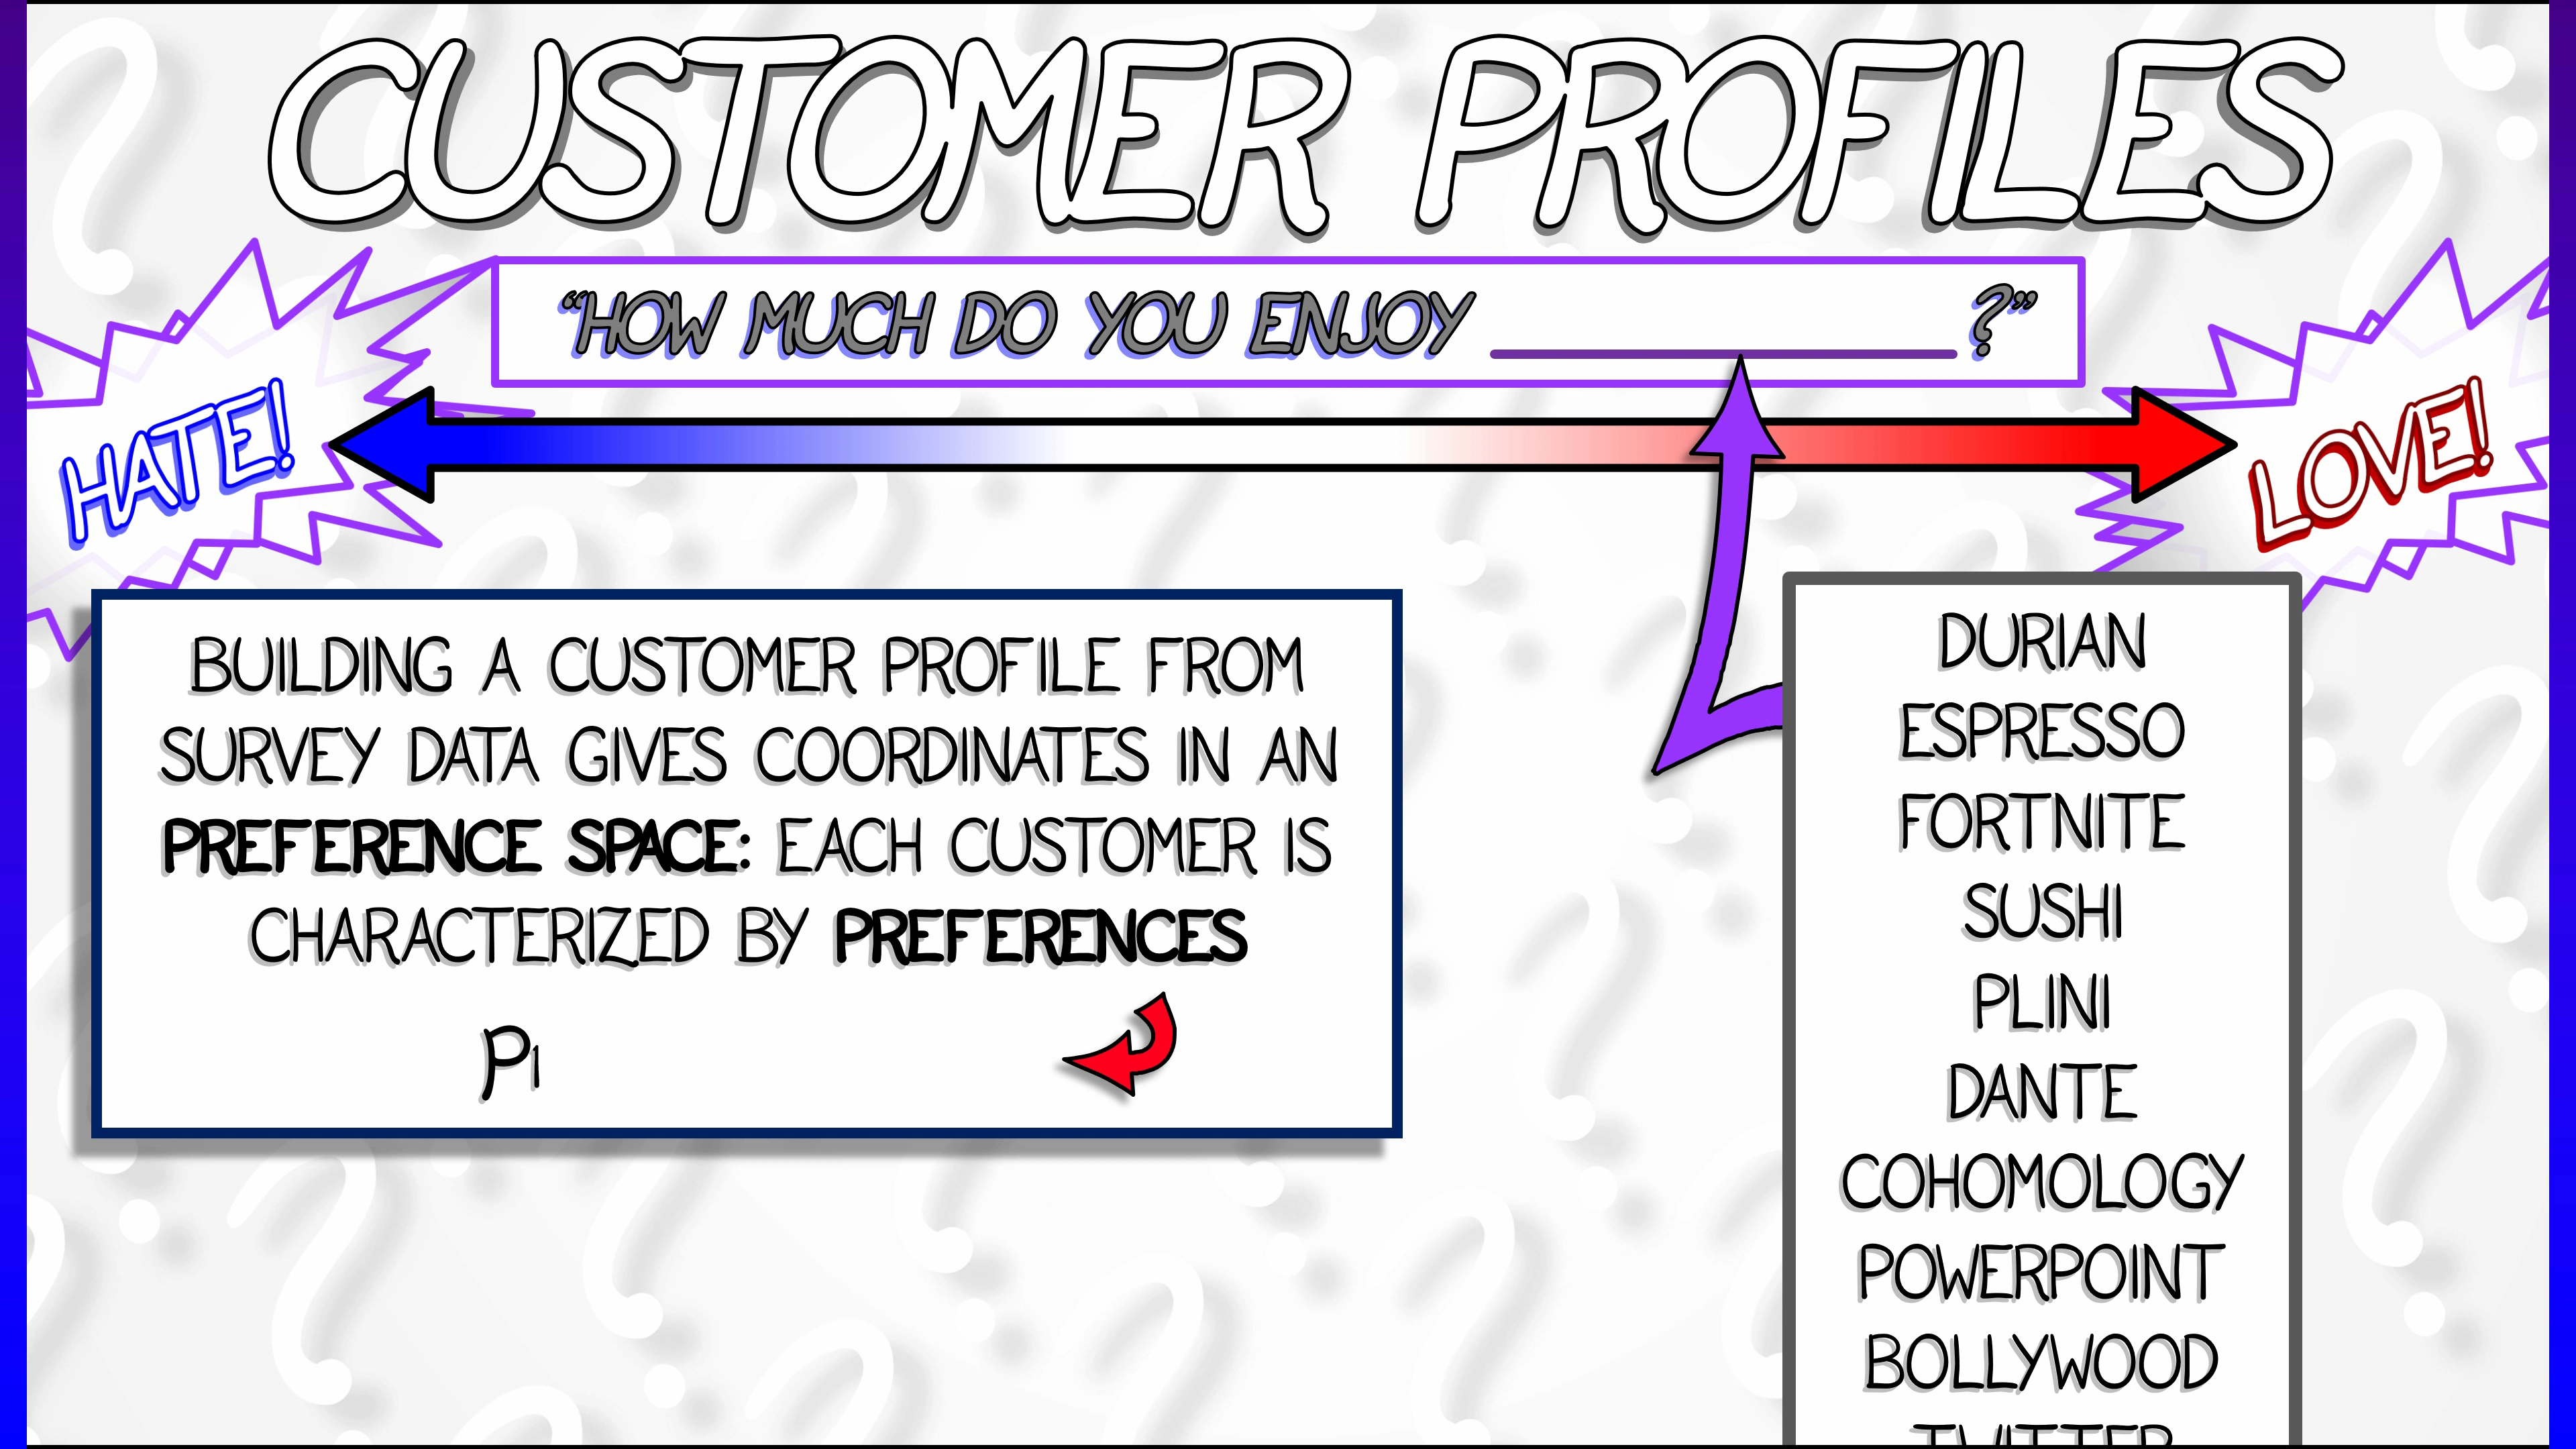 CUSTOMER PROFILES
“HOW MUCH DO YOU ENJOY ?”
HATE!
LOVE!
BUILDING A CUSTOMER PROFILE FROM
SURVEY DATA GIVES COORDINATES IN AN
PREFERENCE SPACE: EACH CUSTOMER IS
CHARACTERIZED BY PREFERENCES
P1
DURIAN
ESPRESSO
FORTNITE
SUSHI
PLINI
DANTE
COHOMOLOGY
POWERPOINT
BOLLYWOOD
TWITTER